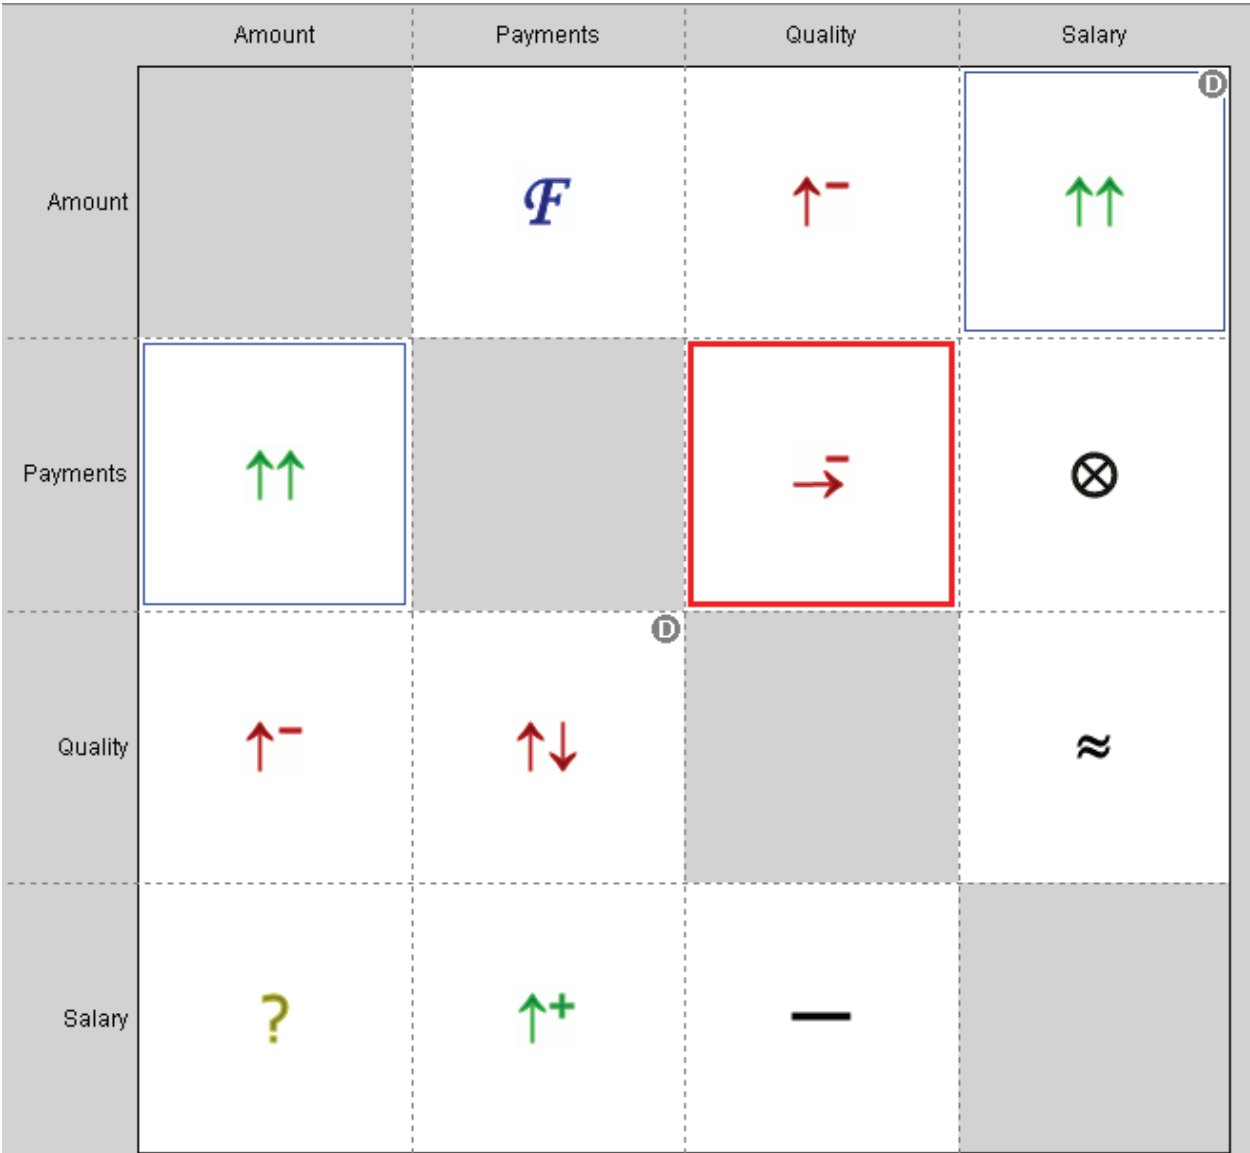 Amount Payments Quality Salary
D
Amount ℱ ↑− ↑↑
Payments ↑↑ →− ⊗
D
Quality ↑− ↑↓ ≈
Salary ? ↑+ —